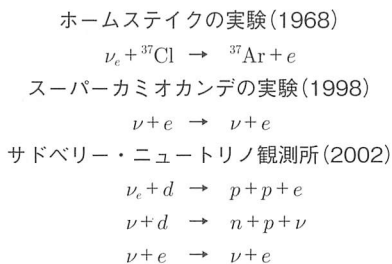 ホームステイクの実験(1968)
νₑ + ³⁷Cl → ³⁷Ar + e
スーパーカミオカンデの実験(1998)
ν + e → ν + e
サドベリー・ニュートリノ観測所(2002)
νₑ + d → p + p + e
ν + d → n + p + ν
ν + e → ν + e